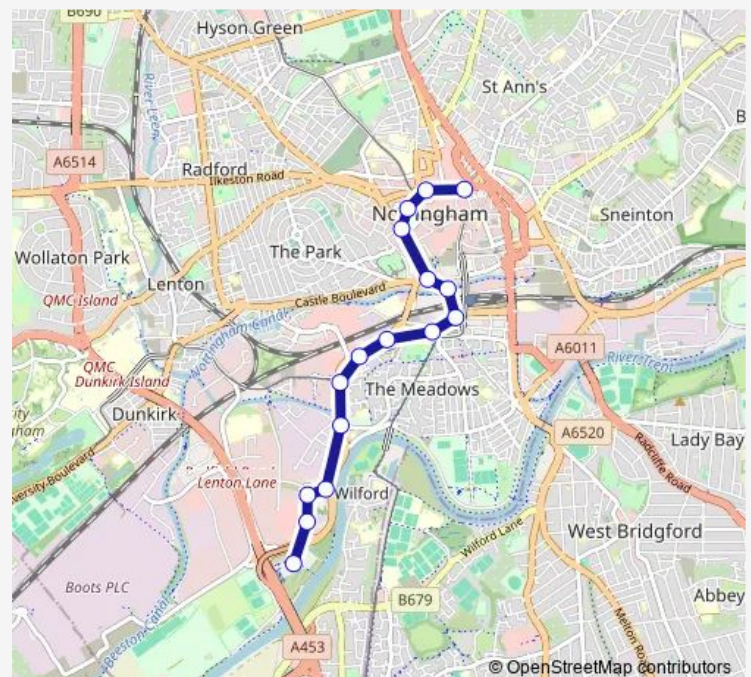 B690
Hyson Green
St Ann's
River Leen
A6514
Radford
Ilkeston Road
Nottingham
Sneinton
Wollaton Park
The Park
Lenton
Castle Boulevard
QMC Island
Nottingham Canal
QMC
Dunkirk Island
A6011
River Trent
The Meadows
Dunkirk
A6520
Lady Bay
Radcliffe Road
Lenton Lane
Wilford
Wilford Lane
West Bridgford
Boots PLC
Beeston Canal
B679
Abbey
Melton Ro
A453
© OpenStreetMap contributors